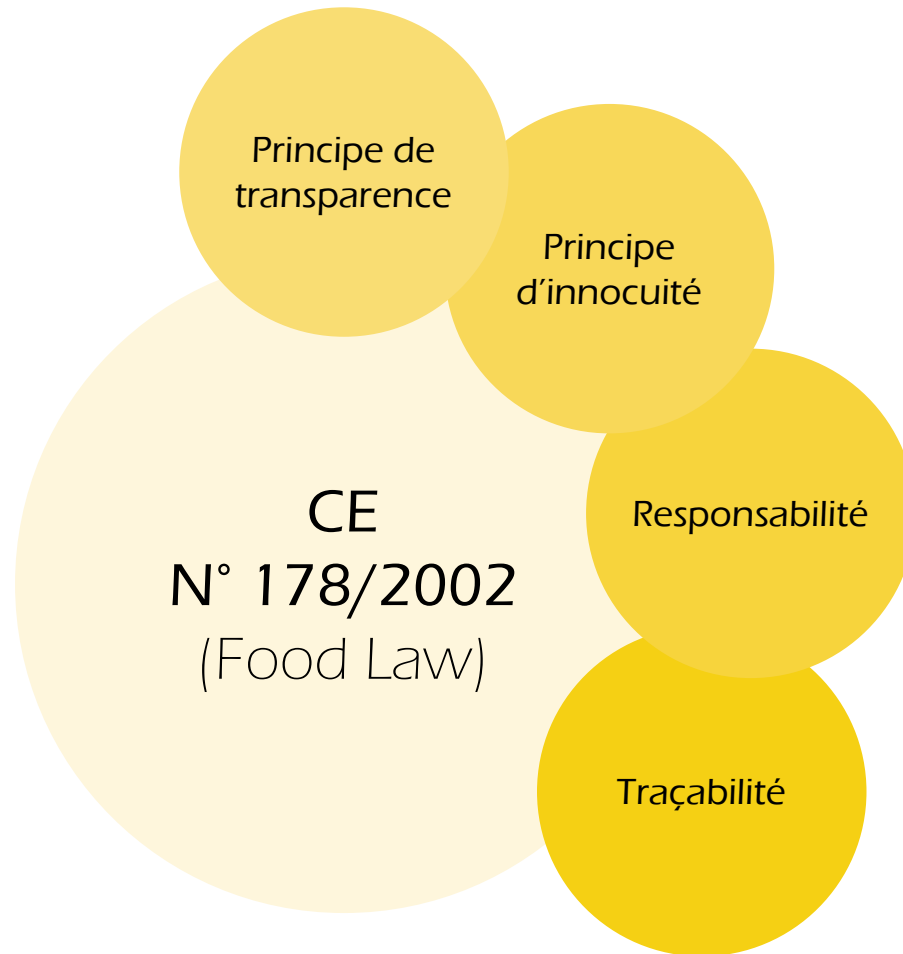 Principe de
transparence
Principe
d'innocuité
Responsabilité
CE
N° 178/2002
(Food Law)
Traçabilité